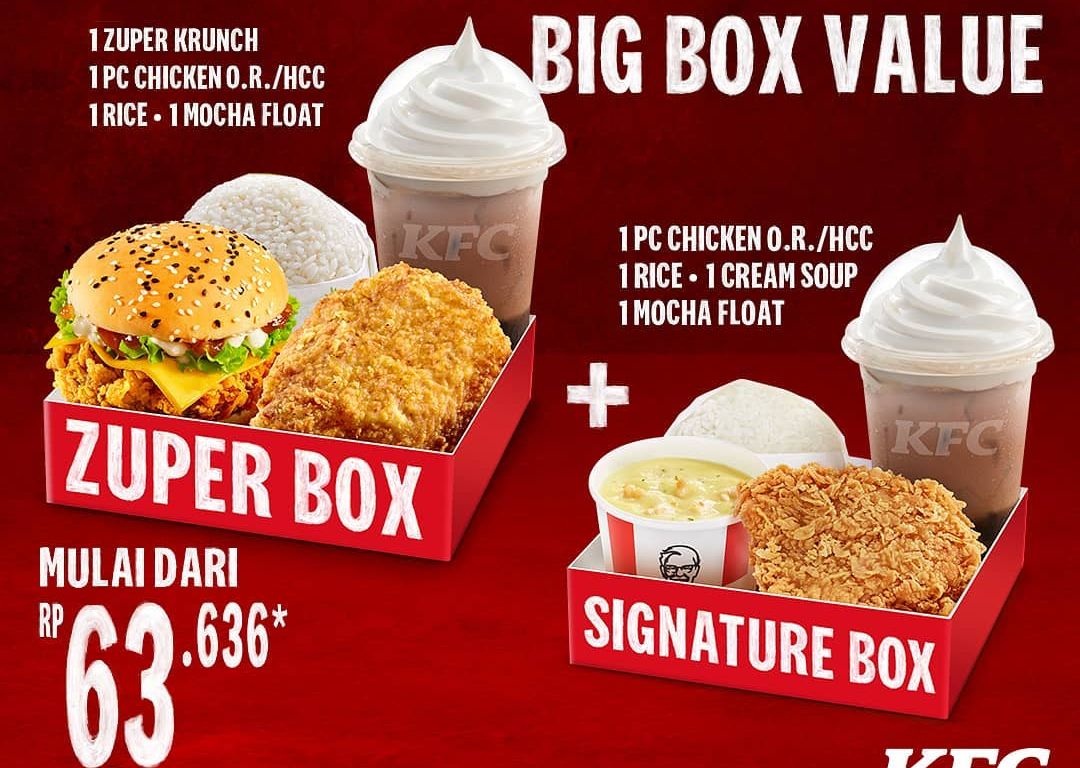 BIG BOX VALUE
1 ZUPER KRUNCH
1 PC CHICKEN O.R./HCC
1 RICE • 1 MOCHA FLOAT
KFC
ZUPER BOX
+
1 PC CHICKEN O.R./HCC
1 RICE • 1 CREAM SOUP
1 MOCHA FLOAT
KFC
SIGNATURE BOX
MULAI DARI
RP 63.636*
KFC